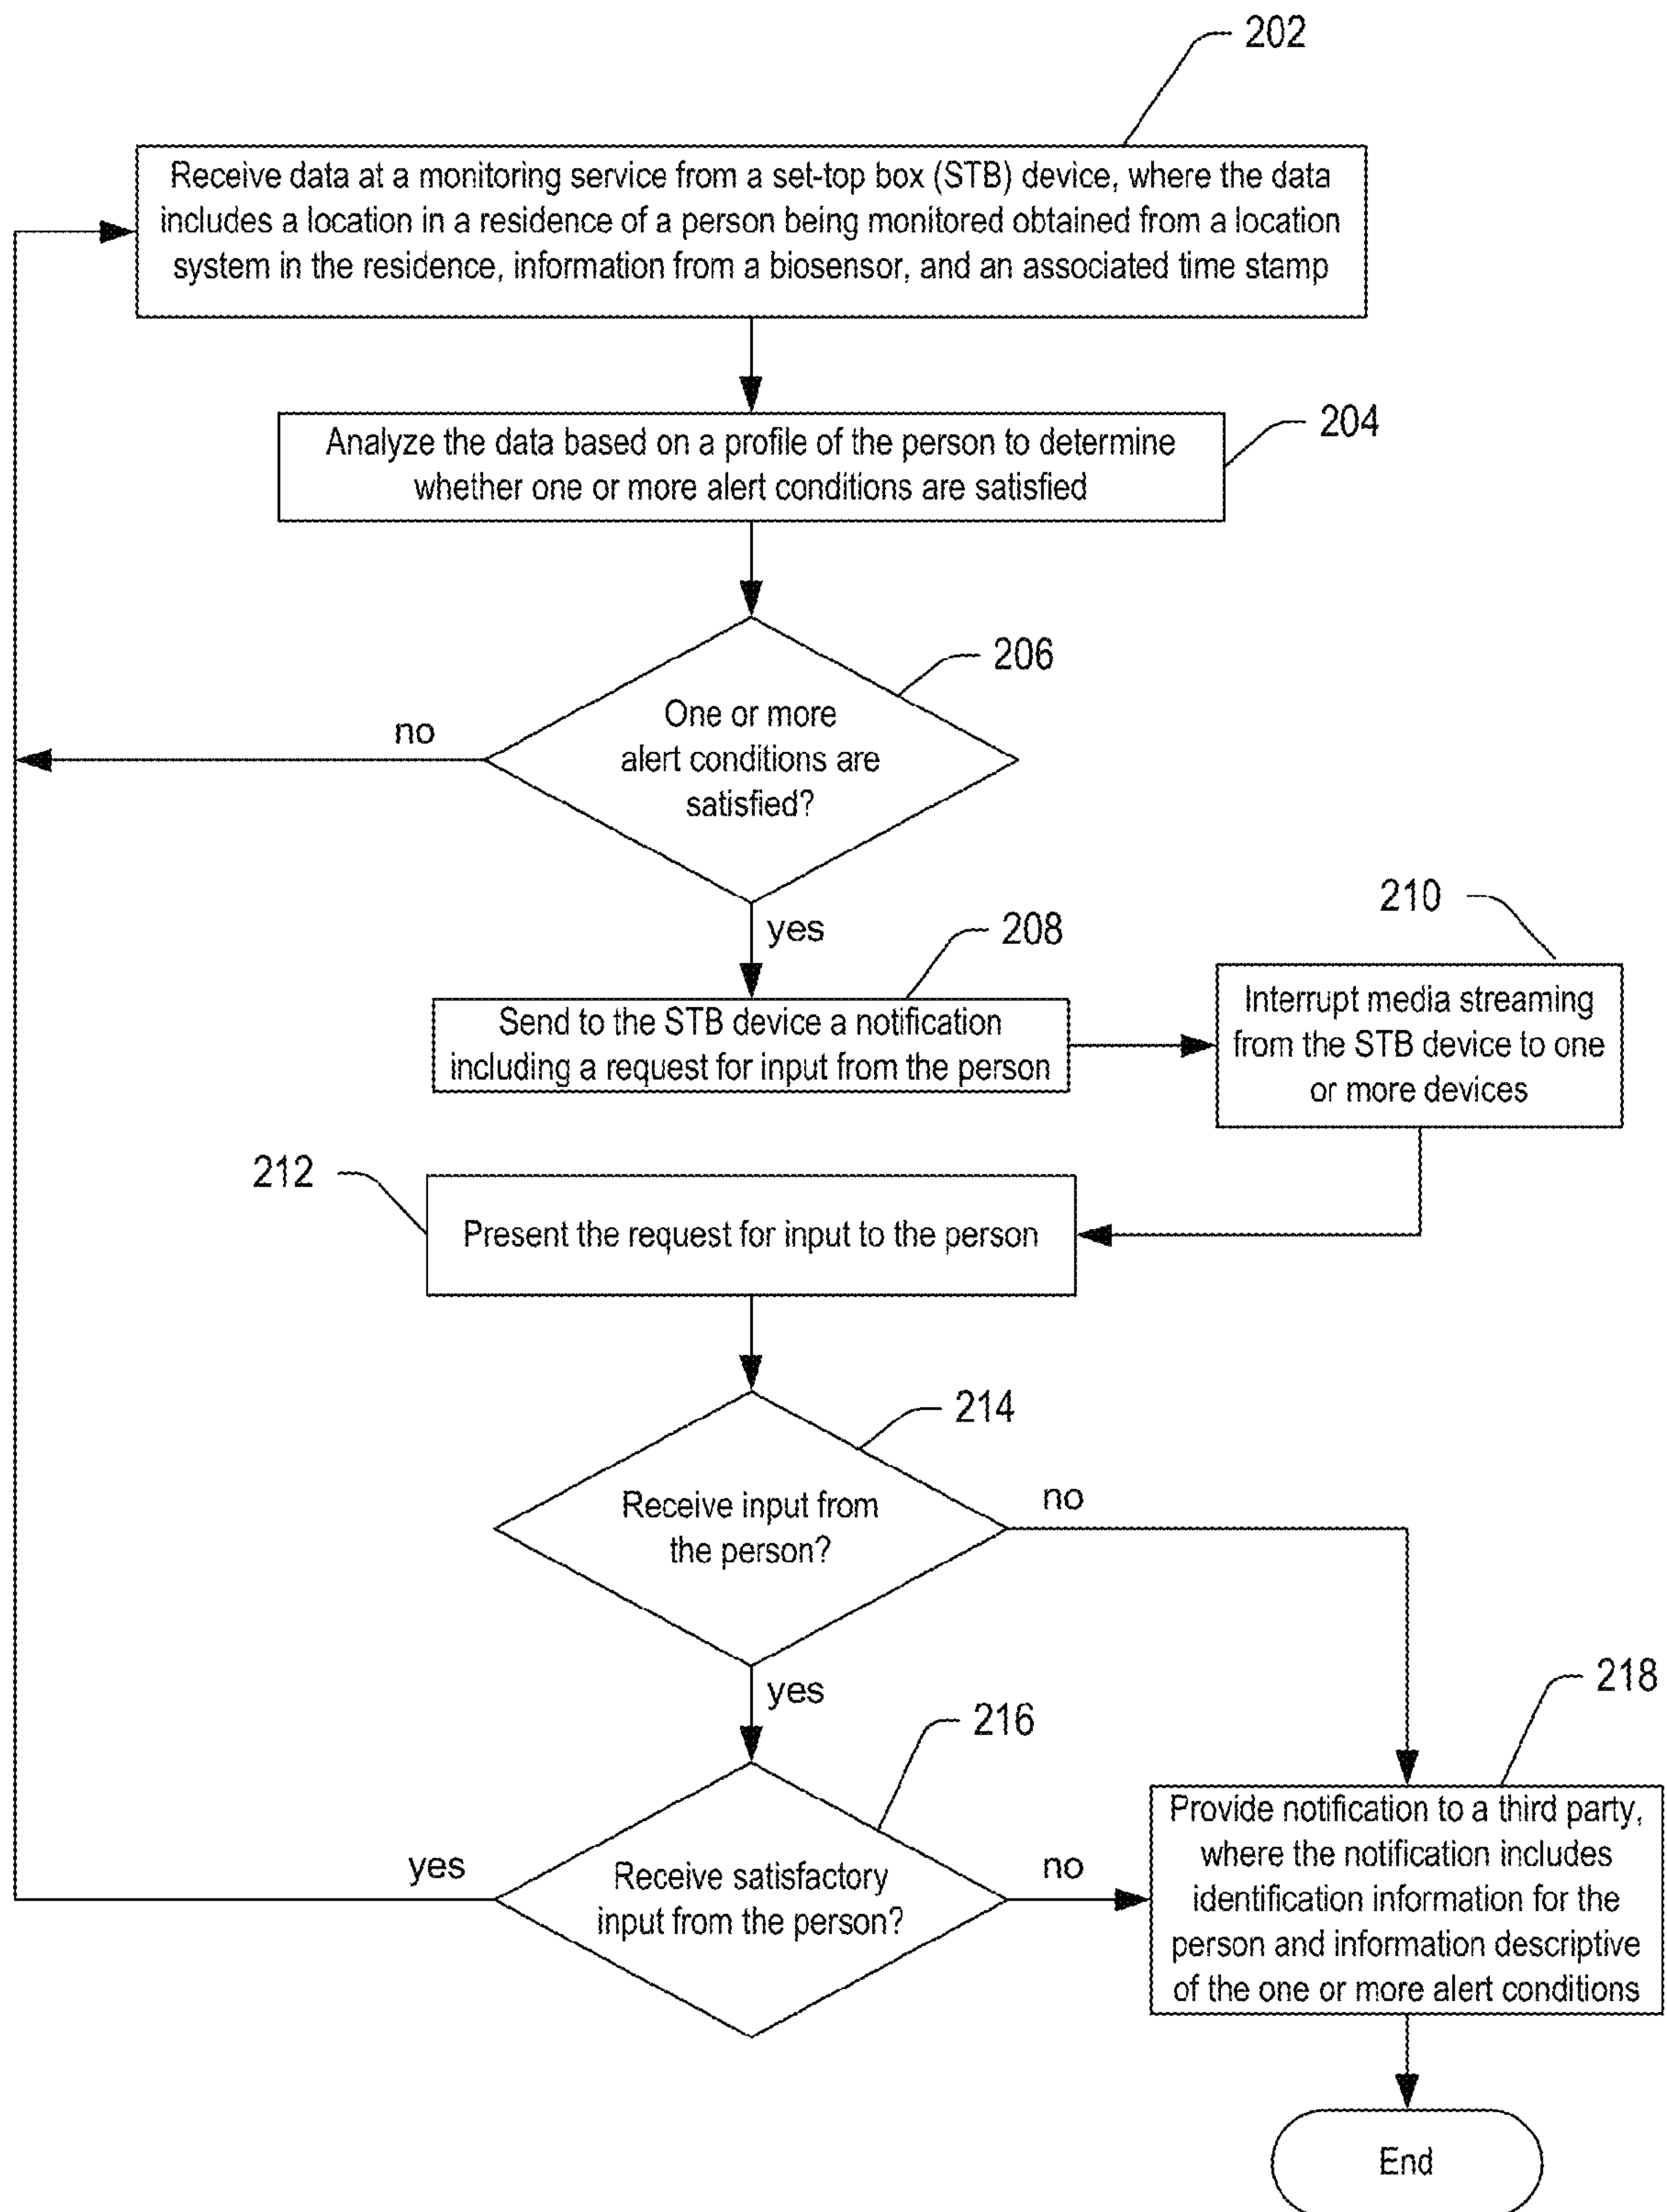 202
Receive data at a monitoring service from a set-top box (STB) device, where the data
includes a location in a residence of a person being monitored obtained from a location
system in the residence, information from a biosensor, and an associated time stamp
204
Analyze the data based on a profile of the person to determine
whether one or more alert conditions are satisfied
206
One or more
alert conditions are
satisfied?
no
yes
208
Send to the STB device a notification
including a request for input from the person
210
Interrupt media streaming
from the STB device to one
or more devices
212
Present the request for input to the person
214
Receive input from
the person?
no
yes
216
Receive satisfactory
input from the person?
yes
no
218
Provide notification to a third party,
where the notification includes
identification information for the
person and information descriptive
of the one or more alert conditions
End